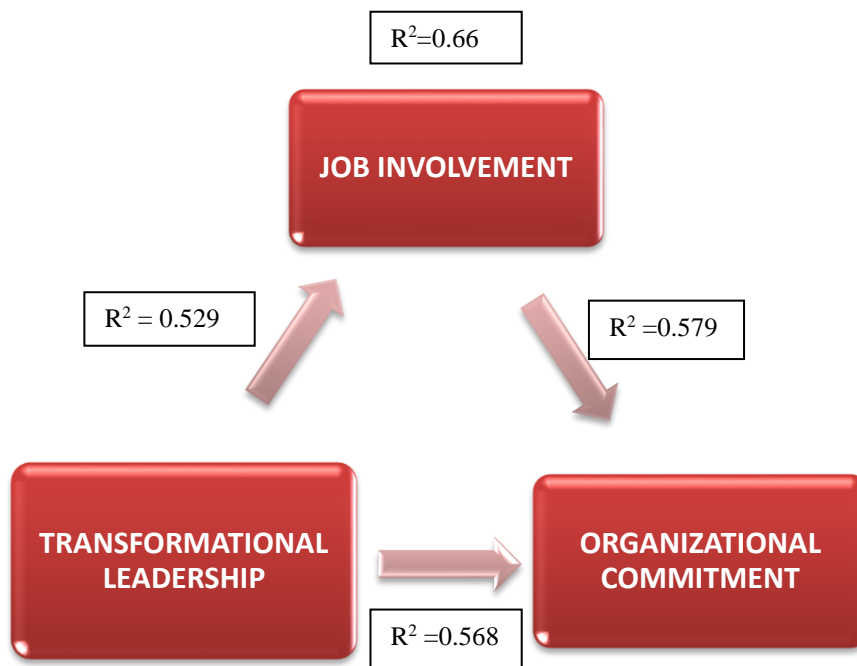 R²=0.66
JOB INVOLVEMENT
R² = 0.529
R² =0.579
TRANSFORMATIONAL
LEADERSHIP
ORGANIZATIONAL
COMMITMENT
R² =0.568